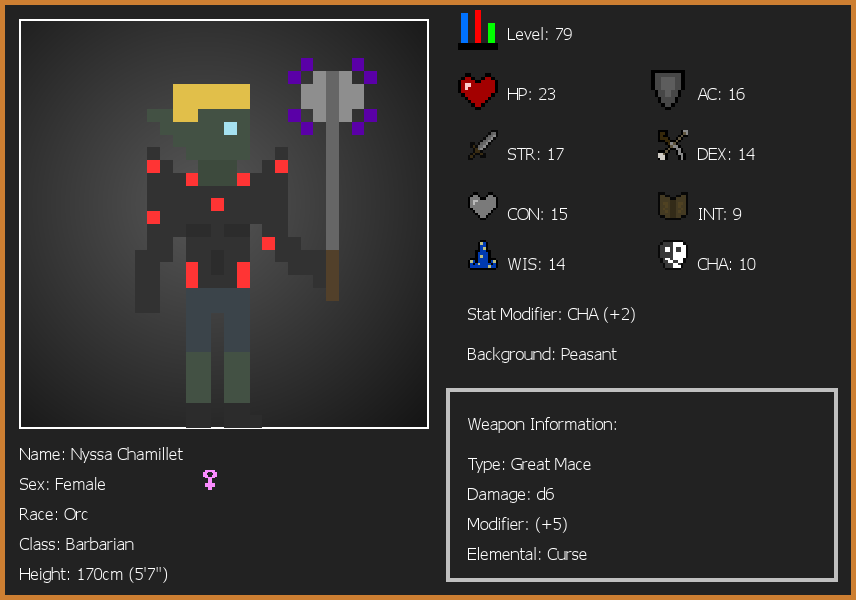 Level: 79
HP: 23
AC: 16
STR: 17
DEX: 14
CON: 15
INT: 9
WIS: 14
CHA: 10
Stat Modifier: CHA (+2)
Background: Peasant
Weapon Information:
Type: Great Mace
Damage: d6
Modifier: (+5)
Elemental: Curse
Name: Nyssa Chamillet
Sex: Female
Race: Orc
Class: Barbarian
Height: 170cm (5'7")